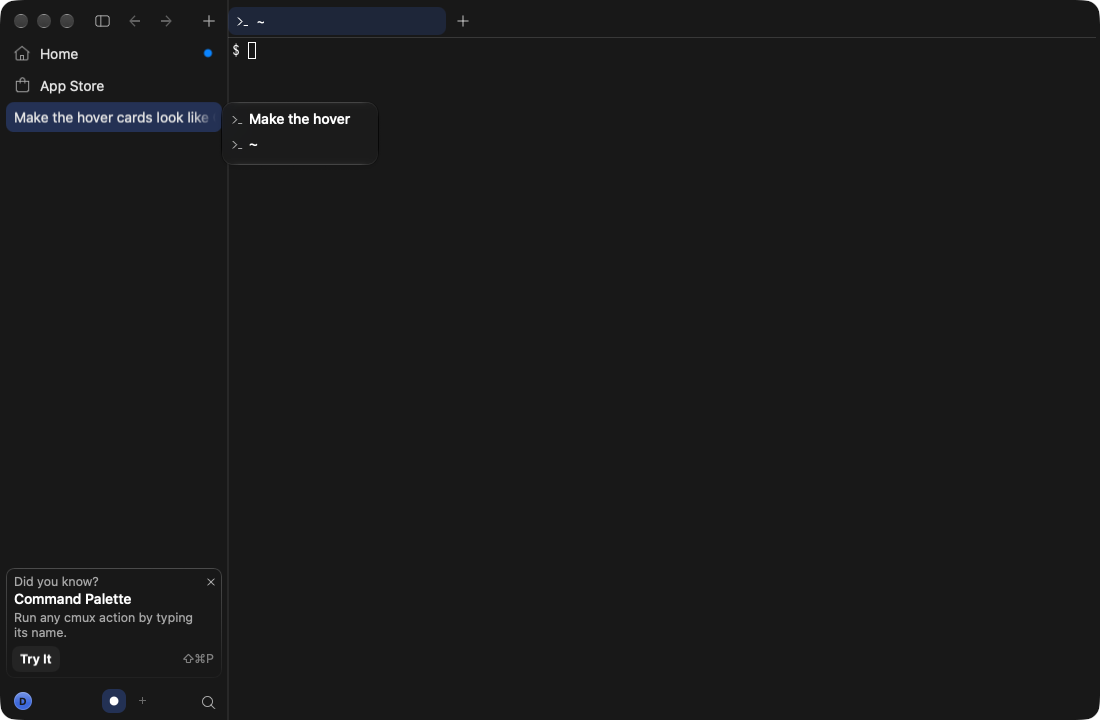 >_ ~
Home
App Store
Make the hover cards look like
$
>_ Make the hover
>_ ~
Did you know?
Command Palette
Run any cmux action by typing
its name.
Try It
⇧⌘P
D